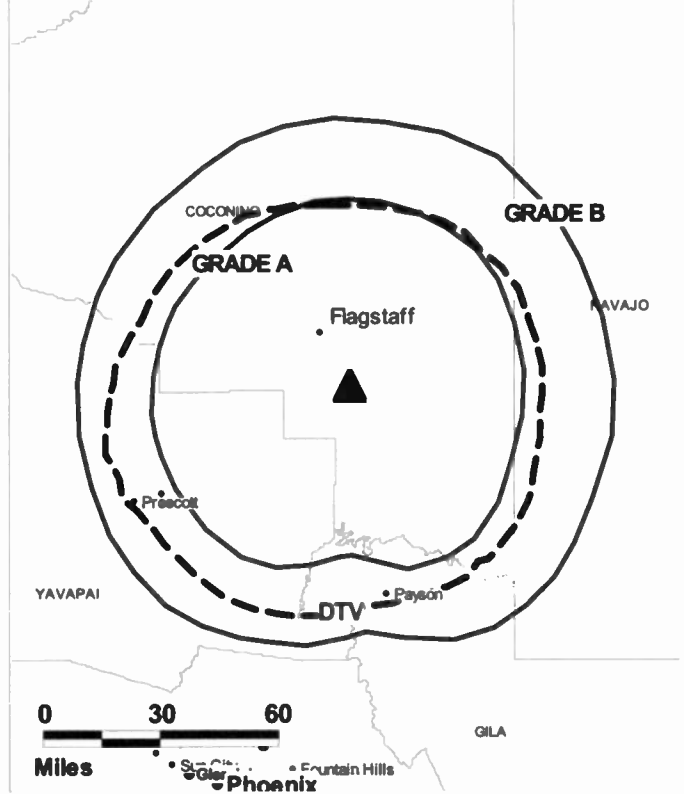 COCONINO
GRADE B
GRADE A
NAVAJO
Flagstaff
Prescott
YAVAPAI
Payson
DTV
0 30 60
GILA
Miles
Fountain Hills
Phoenix